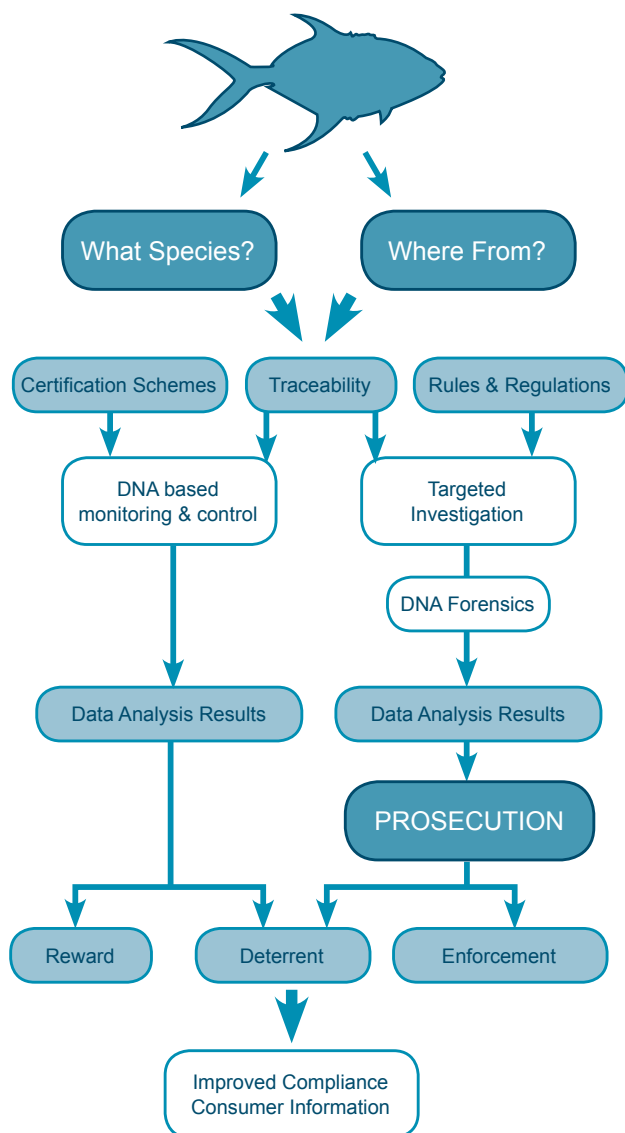 What Species?
Where From?
Certification Schemes
Traceability
Rules & Regulations
DNA based
monitoring & control
Targeted
Investigation
DNA Forensics
Data Analysis Results
Data Analysis Results
PROSECUTION
Reward
Deterrent
Enforcement
Improved Compliance
Consumer Information